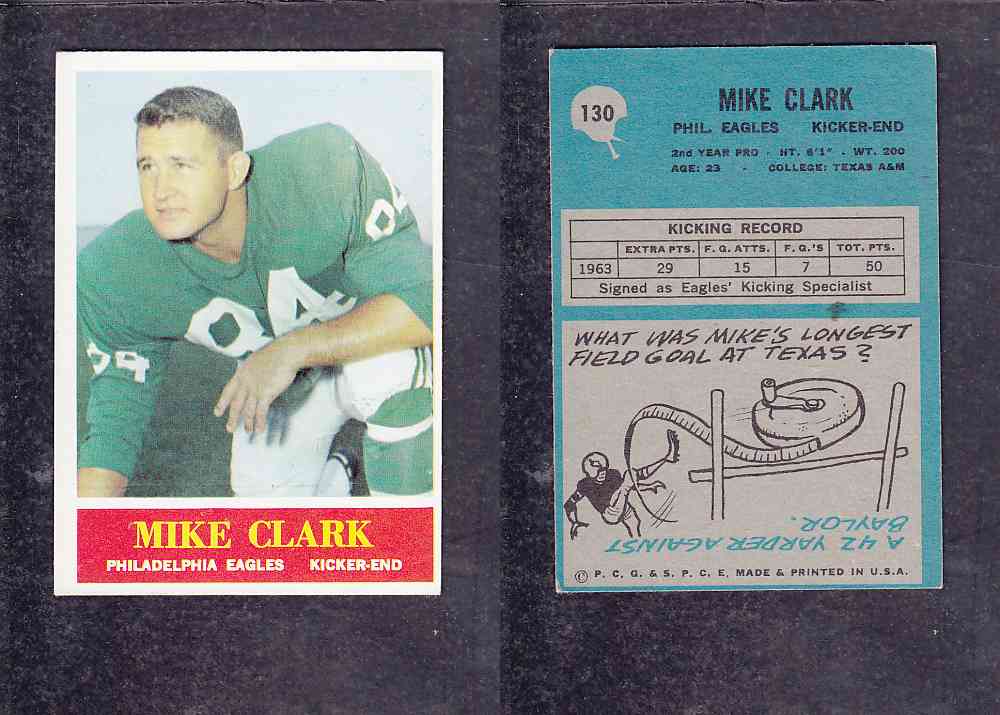 94
94
94
MIKE CLARK
PHILADELPHIA EAGLES KICKER-END
130
MIKE CLARK
PHIL. EAGLES KICKER-END
2nd YEAR PRO - HT. 6'1" - WT. 200
AGE: 23 - COLLEGE: TEXAS A&M
KICKING RECORD
EXTRA PTS. F. G. ATTS. F. G.'S TOT. PTS.
1963 29 15 7 50
Signed as Eagles' Kicking Specialist
WHAT WAS MIKE'S LONGEST
FIELD GOAL AT TEXAS?
A 42 YARDER AGAINST
BAYLOR.
© P. C. G. & S. P. C. E. MADE & PRINTED IN U.S.A.